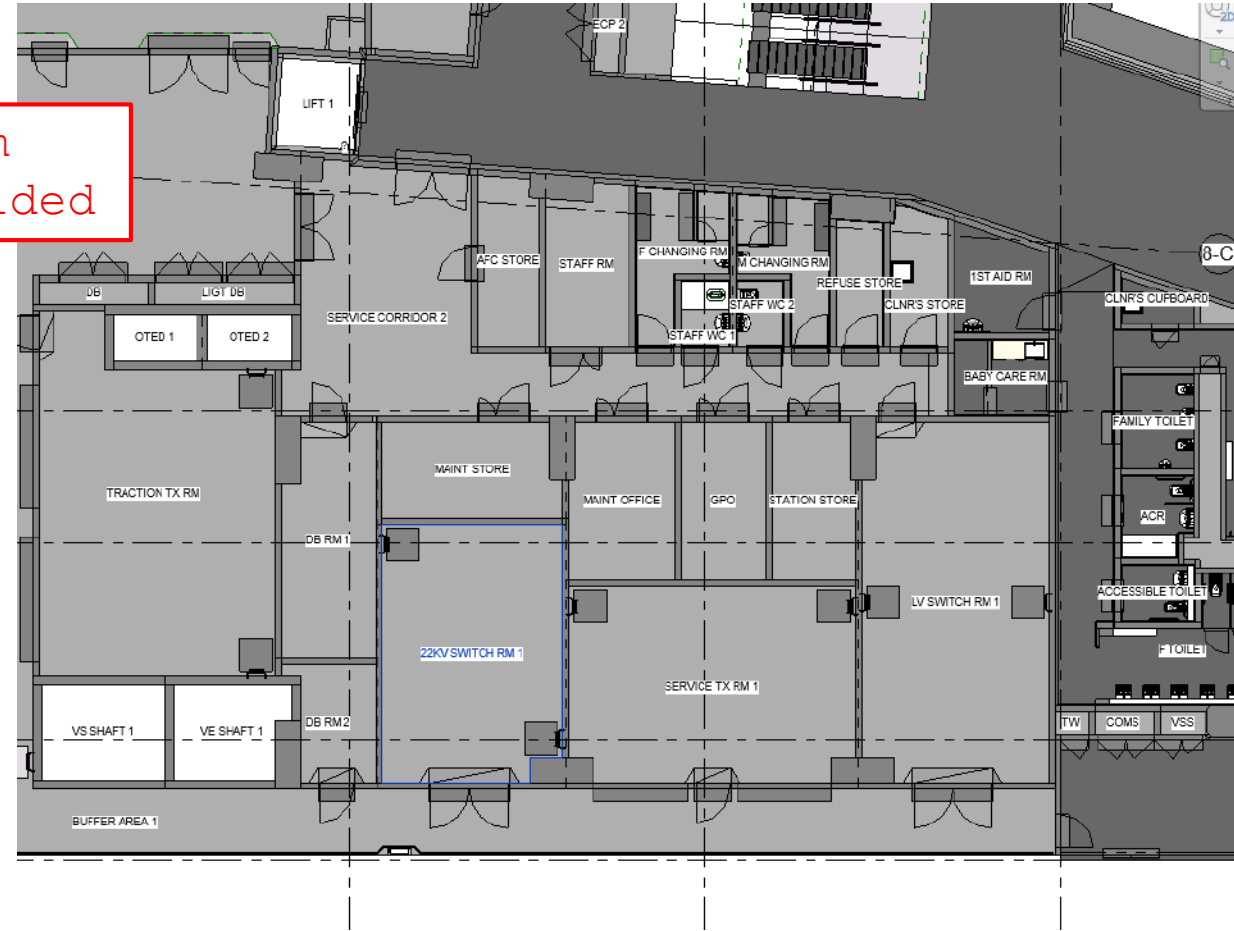 2D
ECP 2
LIFT 1
ded
8-C
AFC STORE
STAFF RM
F CHANGING RM
M CHANGING RM
REFUSE STORE
1ST AID RM
DB
LIGT DB
STAFF WC 2
CLNR'S STORE
CLNR'S CUPBOARD
SERVICE CORRIDOR 2
OTED 1
OTED 2
STAFF WC 1
BABY CARE RM
FAMILY TOILET
MAINT STORE
TRACTION TX RM
MAINT OFFICE
GPO
STATION STORE
ACR
DB RM 1
ACCESSIBLE TOILET
LV SWITCH RM 1
22KV SWITCH RM 1
F TOILET
SERVICE TX RM 1
VS SHAFT 1
VE SHAFT 1
DB RM 2
TW
COMS
VSS
BUFFER AREA 1